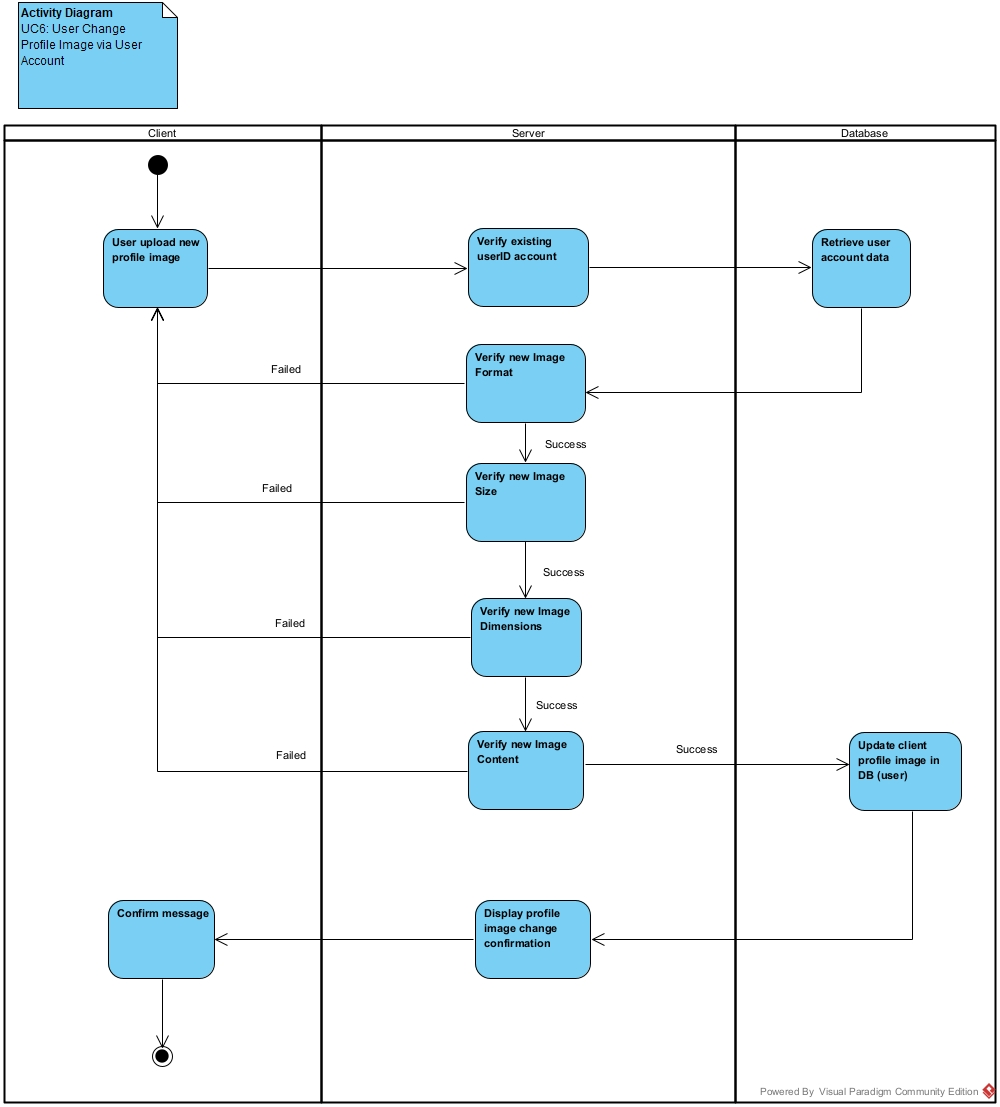 Activity Diagram
UC6: User Change
Profile Image via User
Account
Client
Server
Database
User upload new
profile image
Verify existing
userID account
Retrieve user
account data
Verify new Image
Format
Failed
Success
Verify new Image
Size
Failed
Success
Verify new Image
Dimensions
Failed
Success
Verify new Image
Content
Failed
Success
Update client
profile image in
DB (user)
Confirm message
Display profile
image change
confirmation
Powered By Visual Paradigm Community Edition